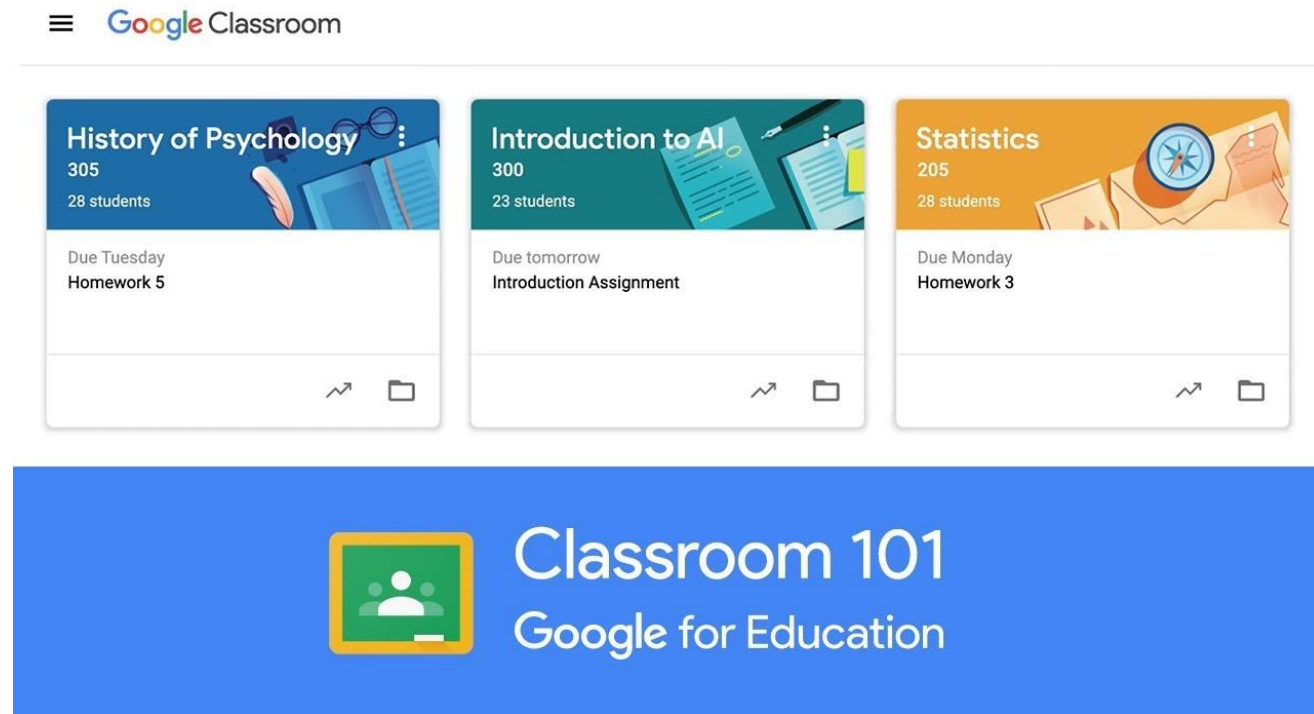 Google Classroom
History of Psychology
305
28 students
Due Tuesday
Homework 5
Introduction to AI
300
23 students
Due tomorrow
Introduction Assignment
Statistics
205
28 students
Due Monday
Homework 3
Classroom 101
Google for Education